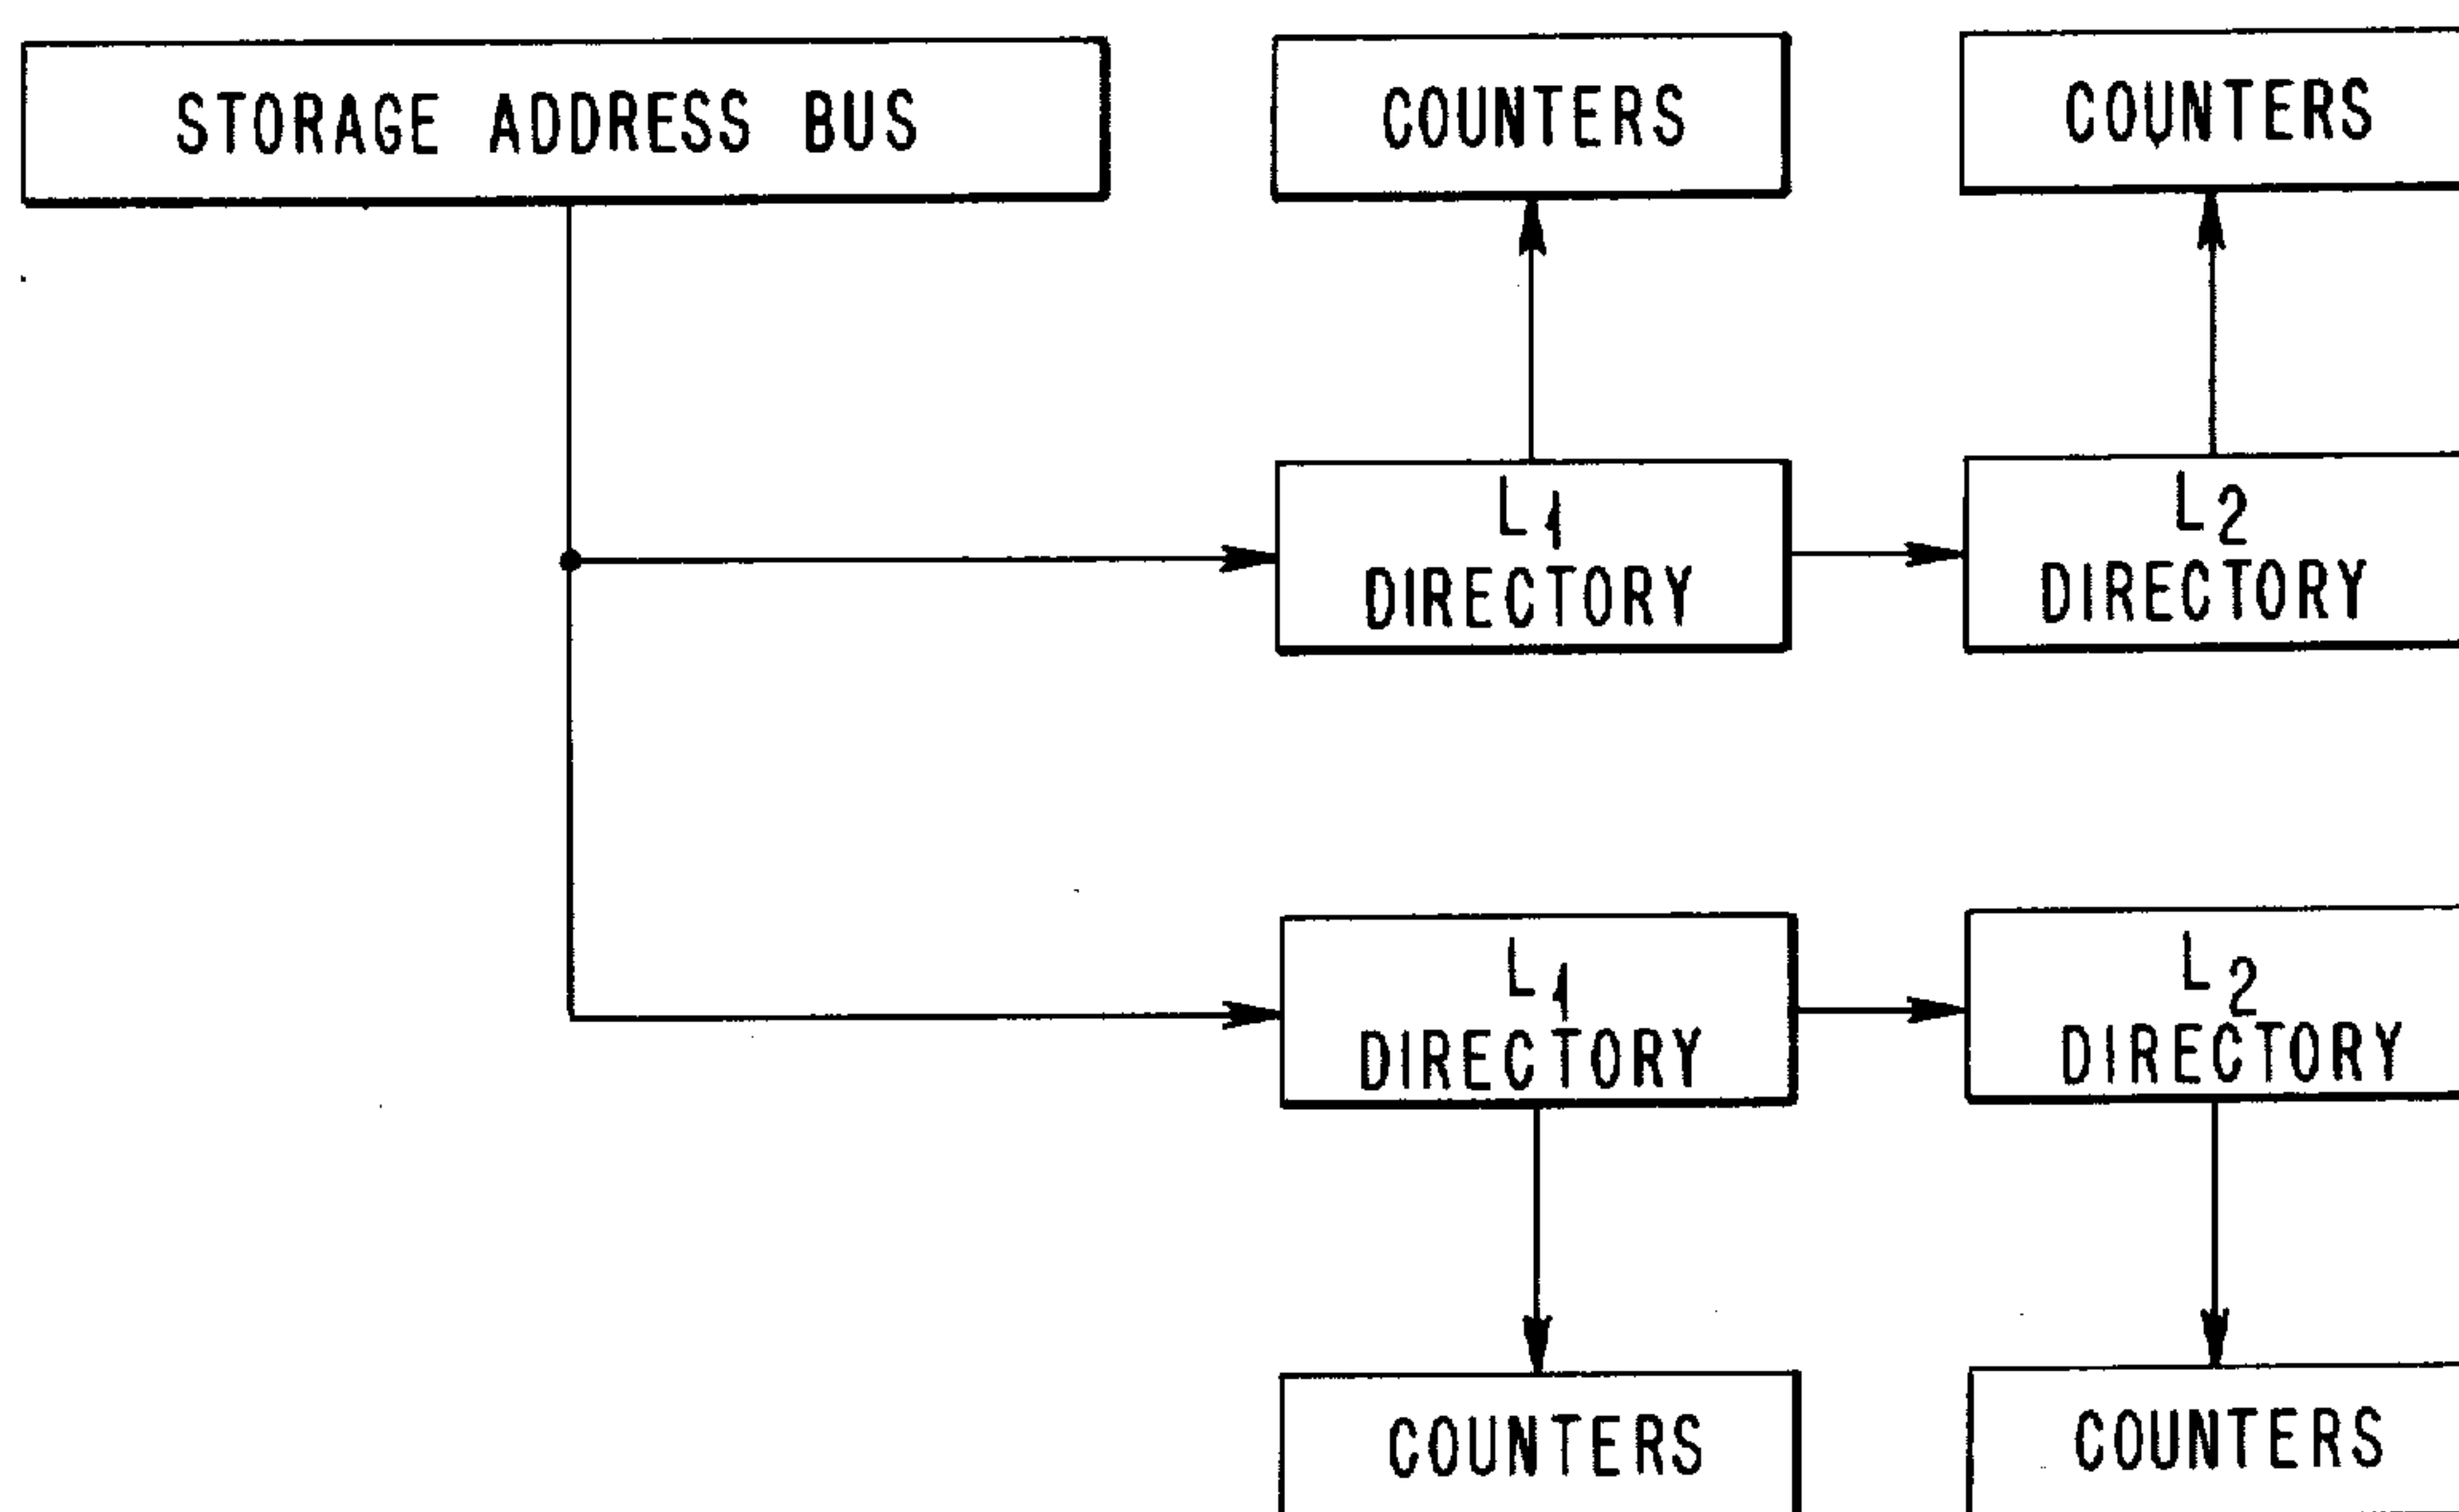 STORAGE ADDRESS BUS
COUNTERS
COUNTERS
L1
DIRECTORY
L2
DIRECTORY
L1
DIRECTORY
L2
DIRECTORY
COUNTERS
COUNTERS